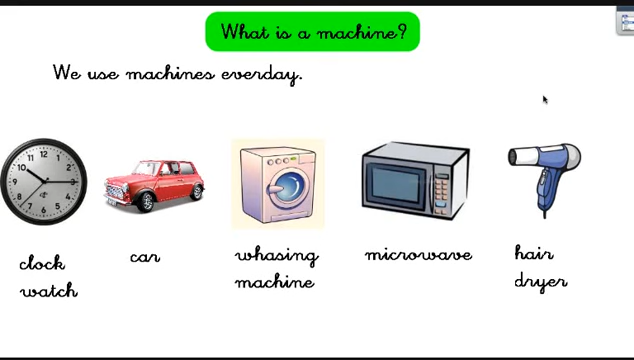 What is a machine?
We use machines everday.
clock
watch
car
whasing
machine
microwave
hair
dryer